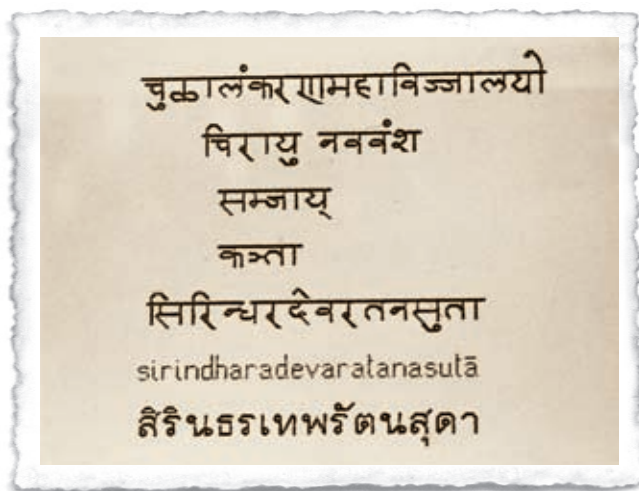 चुळालंकरणमहाविज्जालयो
चिरायु नववंश
सम्जाय्
कञ्ता
सिरिन्धरदेवरतनसुता
sirindharadevaratanasutā
สิรินธรเทพรัตนสุดา